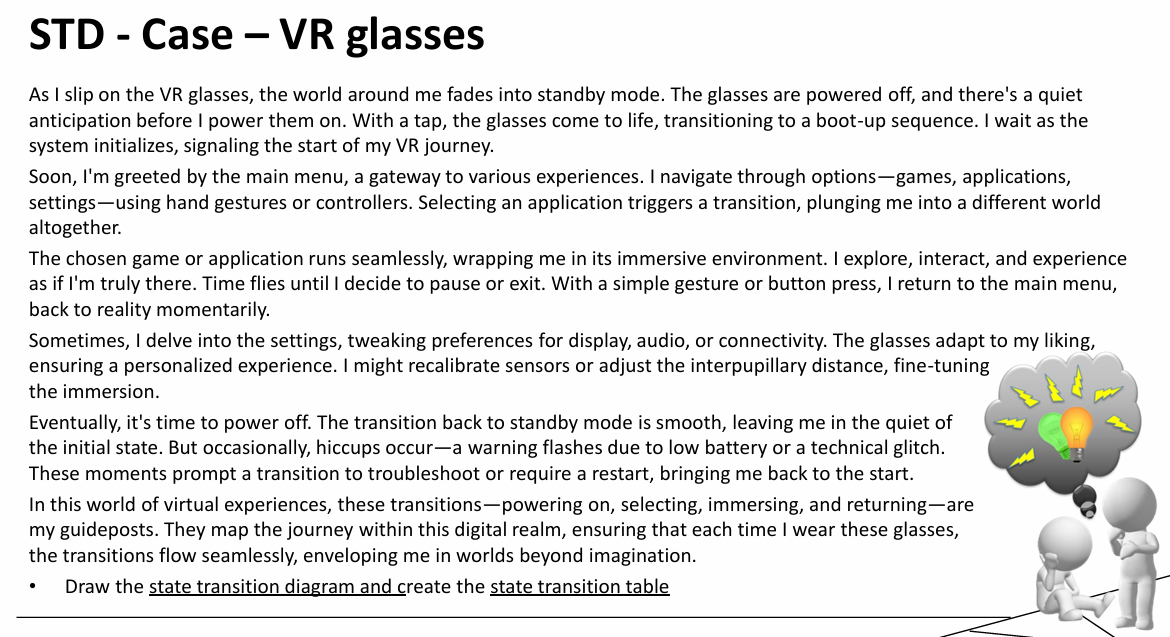 STD - Case – VR glasses
As I slip on the VR glasses, the world around me fades into standby mode. The glasses are powered off, and there's a quiet
anticipation before I power them on. With a tap, the glasses come to life, transitioning to a boot-up sequence. I wait as the
system initializes, signaling the start of my VR journey.
Soon, I'm greeted by the main menu, a gateway to various experiences. I navigate through options—games, applications,
settings—using hand gestures or controllers. Selecting an application triggers a transition, plunging me into a different world
altogether.
The chosen game or application runs seamlessly, wrapping me in its immersive environment. I explore, interact, and experience
as if I'm truly there. Time flies until I decide to pause or exit. With a simple gesture or button press, I return to the main menu,
back to reality momentarily.
Sometimes, I delve into the settings, tweaking preferences for display, audio, or connectivity. The glasses adapt to my liking,
ensuring a personalized experience. I might recalibrate sensors or adjust the interpupillary distance, fine-tuning
the immersion.
Eventually, it's time to power off. The transition back to standby mode is smooth, leaving me in the quiet of
the initial state. But occasionally, hiccups occur—a warning flashes due to low battery or a technical glitch.
These moments prompt a transition to troubleshoot or require a restart, bringing me back to the start.
In this world of virtual experiences, these transitions—powering on, selecting, immersing, and returning—are
my guideposts. They map the journey within this digital realm, ensuring that each time I wear these glasses,
the transitions flow seamlessly, enveloping me in worlds beyond imagination.
• Draw the state transition diagram and create the state transition table